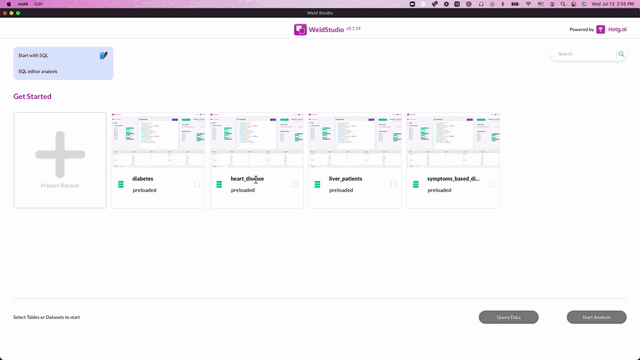 weld Edit
Wed Jul 13 2:55 PM
Weld Studio
WeldStudio v0.1.14
Powered by Hotg.ai
Start with SQL
SQL editor analysis
Search
Get Started
Prepare Dataset
diabetes
preloaded
heart_disease
preloaded
liver_patients
preloaded
symptoms_based_di...
preloaded
Select Tables or Datasets to start
Query Data
Start Analysis